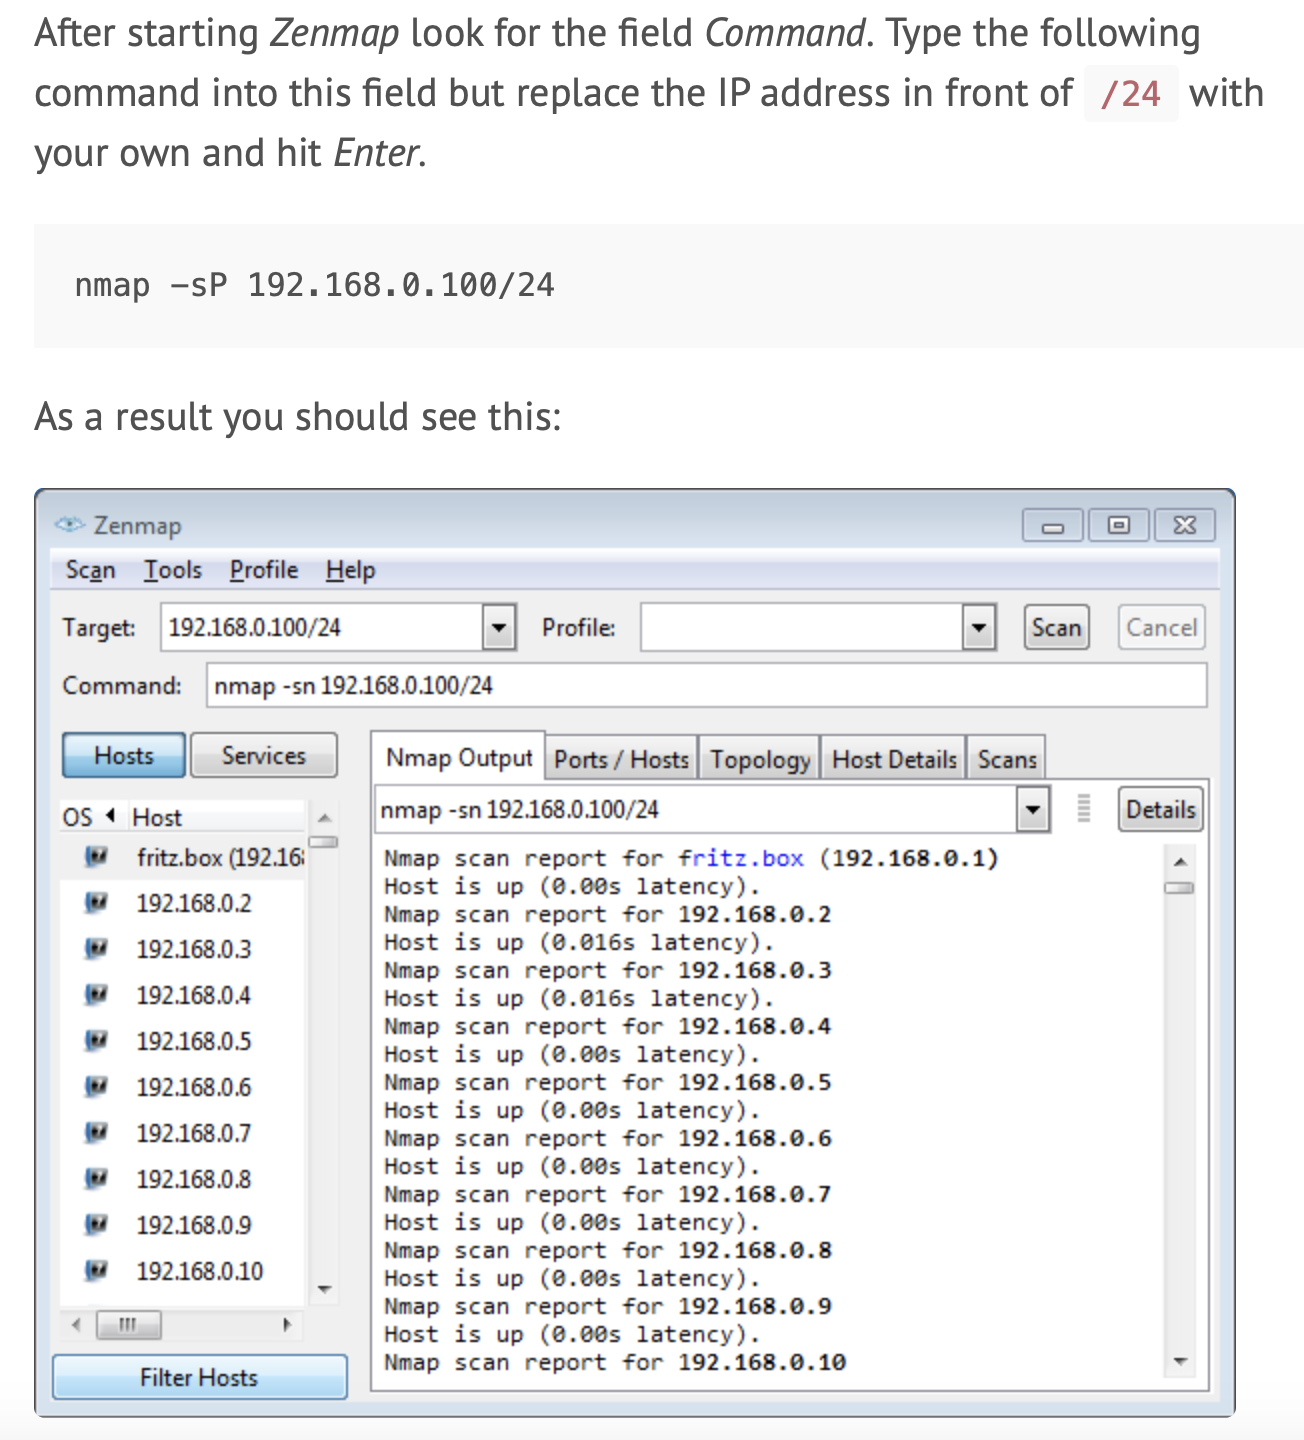 After starting Zenmap look for the field Command. Type the following
command into this field but replace the IP address in front of /24 with
your own and hit Enter.
nmap –sP 192.168.0.100/24
As a result you should see this:
Zenmap
Scan Tools Profile Help
Target: 192.168.0.100/24 Profile: Scan Cancel
Command: nmap -sn 192.168.0.100/24
Hosts Services
OS Host
fritz.box (192.168
192.168.0.2
192.168.0.3
192.168.0.4
192.168.0.5
192.168.0.6
192.168.0.7
192.168.0.8
192.168.0.9
192.168.0.10
Filter Hosts
Nmap Output Ports / Hosts Topology Host Details Scans
nmap -sn 192.168.0.100/24 Details
Nmap scan report for fritz.box (192.168.0.1)
Host is up (0.00s latency).
Nmap scan report for 192.168.0.2
Host is up (0.016s latency).
Nmap scan report for 192.168.0.3
Host is up (0.016s latency).
Nmap scan report for 192.168.0.4
Host is up (0.00s latency).
Nmap scan report for 192.168.0.5
Host is up (0.00s latency).
Nmap scan report for 192.168.0.6
Host is up (0.00s latency).
Nmap scan report for 192.168.0.7
Host is up (0.00s latency).
Nmap scan report for 192.168.0.8
Host is up (0.00s latency).
Nmap scan report for 192.168.0.9
Host is up (0.00s latency).
Nmap scan report for 192.168.0.10